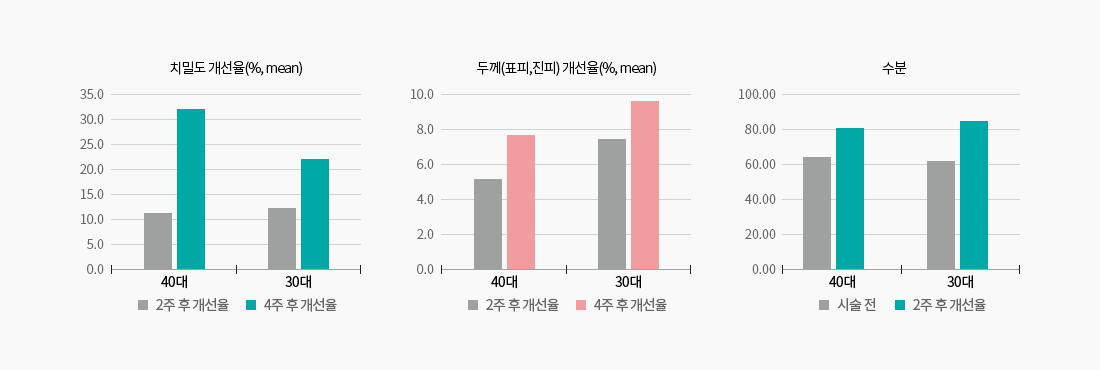 치밀도 개선율(%, mean)
35.0
30.0
25.0
20.0
15.0
10.0
5.0
0.0
40대
30대
2주 후 개선율
4주 후 개선율
두께(표피,진피) 개선율(%, mean)
10.0
8.0
6.0
4.0
2.0
0.0
40대
30대
2주 후 개선율
4주 후 개선율
수분
100.00
80.00
60.00
40.00
20.00
0.00
40대
30대
시술 전
2주 후 개선율